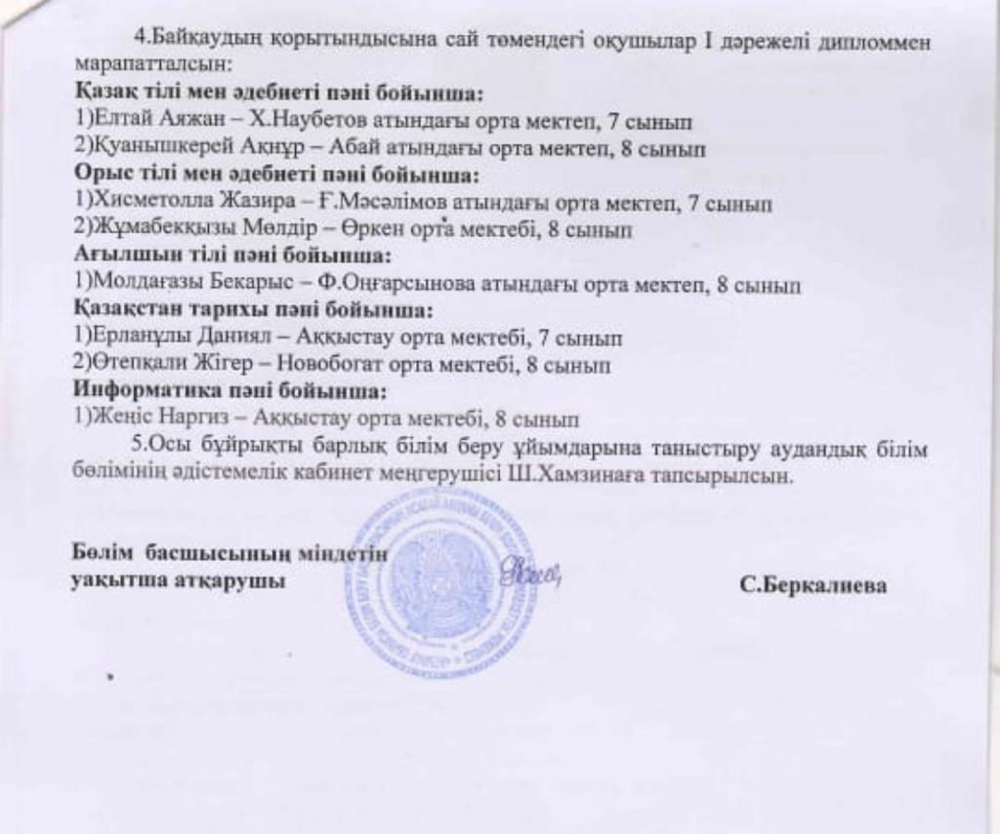 4.Байқаудың қорытындысына сай төмендегі оқушылар I дәрежелі дипломмен
марапатталсын:
Қазақ тілі мен әдебиеті пәні бойынша:
1)Елтай Аяжан – Х.Наубетов атындағы орта мектеп, 7 сынып
2)Қуанышкерей Ақнұр – Абай атындағы орта мектеп, 8 сынып
Орыс тілі мен әдебиеті пәні бойынша:
1)Хисметолла Жазира – Ғ.Мәсәлімов атындағы орта мектеп, 7 сынып
2)Жұмабекқызы Мөлдір – Өркен орта мектебі, 8 сынып
Ағылшын тілі пәні бойынша:
1)Молдағазы Бекарыс – Ф.Оңғарсынова атындағы орта мектеп, 8 сынып
Қазақстан тарихы пәні бойынша:
1)Ерланұлы Даниял – Аққыстау орта мектебі, 7 сынып
2)Өтепқали Жігер – Новобогат орта мектебі, 8 сынып
Информатика пәні бойынша:
1)Жеңіс Наргиз – Аққыстау орта мектебі, 8 сынып
5.Осы бұйрықты барлық білім беру ұйымдарына таныстыру аудандық білім
бөлімінің әдістемелік кабинет меңгерушісі Ш.Хамзинаға тапсырылсын.
Бөлім басшысының міндетін
уақытша атқарушы
С.Беркалиева